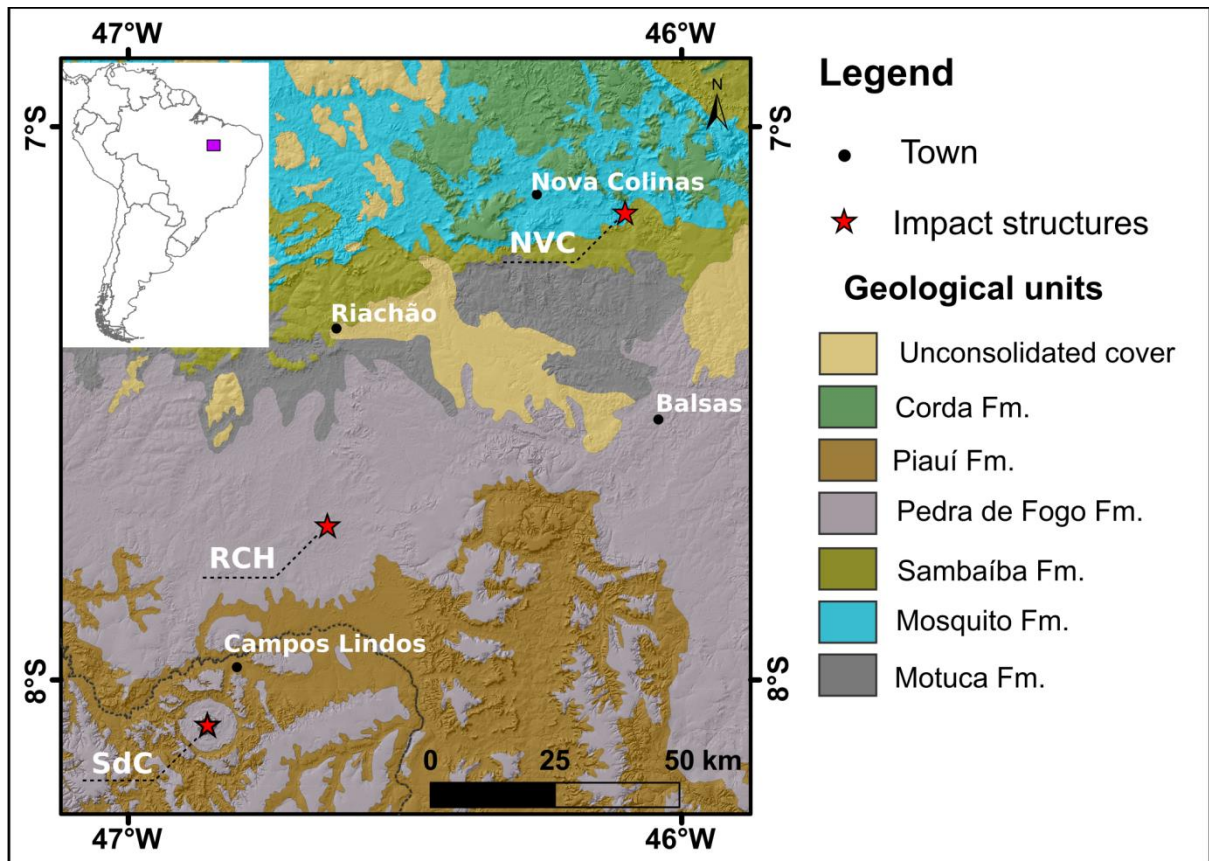 47°W
46°W
N
7°S
7°S
Nova Colinas
NVC
Riachão
Balsas
RCH
Campos Lindos
8°S
8°S
SdC
0
25
50 km
47°W
46°W
Legend
Town
Impact structures
Geological units
Unconsolidated cover
Corda Fm.
Piauí Fm.
Pedra de Fogo Fm.
Sambaíba Fm.
Mosquito Fm.
Motuca Fm.